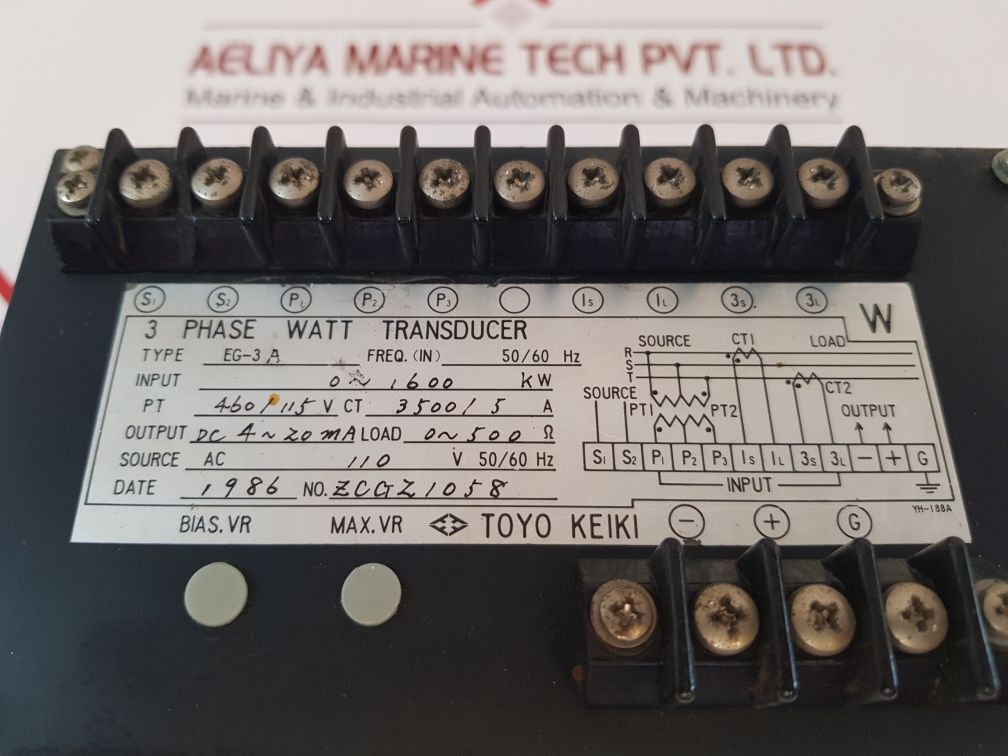 AELIYA MARINE TECH PVT. LTD.
Marine & Industrial Automation & Machinery
S1 S2 P1 P2 P3 1S 1L 3S 3L
3 PHASE WATT TRANSDUCER W
TYPE EG-3A FREQ. (IN) 50/60 Hz
INPUT 0~1600 kW
PT 460/115 V CT 3500/5 A
OUTPUT DC 4~20mA LOAD 0~500 Ω
SOURCE AC 110 V 50/60 Hz
DATE 1986 NO. ZCGZ1058
SOURCE CT1 LOAD
R
S
T
SOURCE CT2
PT1 PT2 OUTPUT
S1 S2 P1 P2 P3 1S 1L 3S 3L − + G
INPUT
YH-188A
BIAS.VR MAX.VR TOYO KEIKI − + G